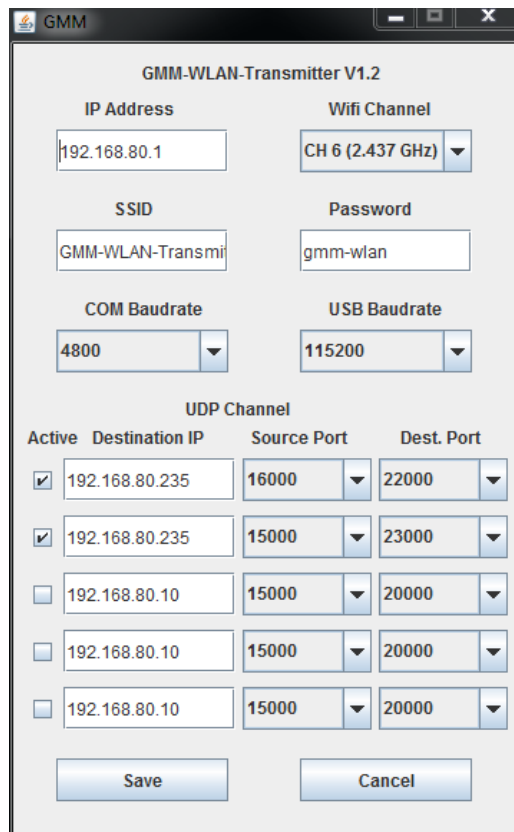 GMM
GMM-WLAN-Transmitter V1.2
IP Address Wifi Channel
192.168.80.1 CH 6 (2.437 GHz)
SSID Password
GMM-WLAN-Transmit gmm-wlan
COM Baudrate USB Baudrate
4800 115200
UDP Channel
Active Destination IP Source Port Dest. Port
192.168.80.235 16000 22000
192.168.80.235 15000 23000
192.168.80.10 15000 20000
192.168.80.10 15000 20000
192.168.80.10 15000 20000
Save Cancel